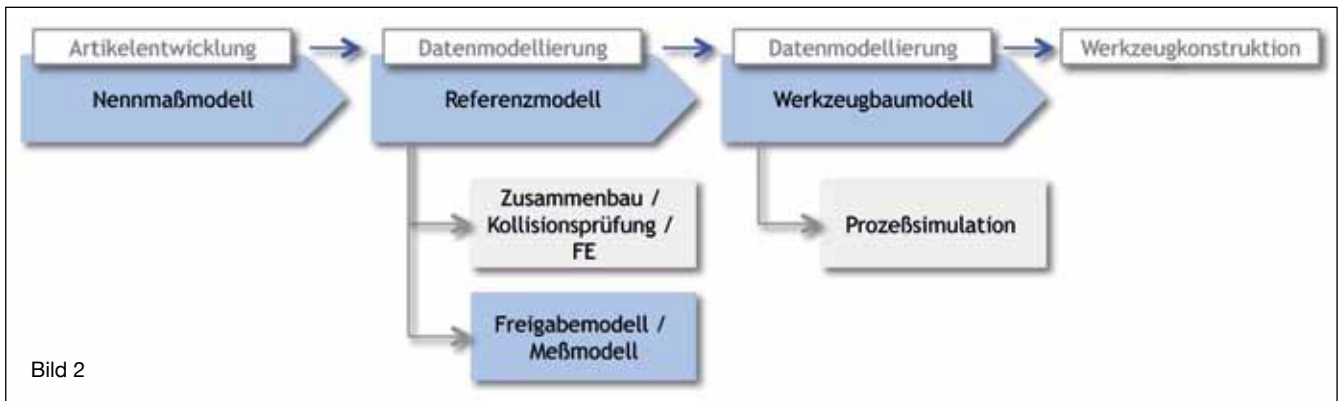 Artikelentwicklung
Datenmodellierung
Datenmodellierung
Werkzeugkonstruktion
Nennmaßmodell
Referenzmodell
Werkzeugbaumodell
Zusammenbau /
Kollisionsprüfung /
FE
Prozeßsimulation
Freigabemodell /
Meßmodell
Bild 2